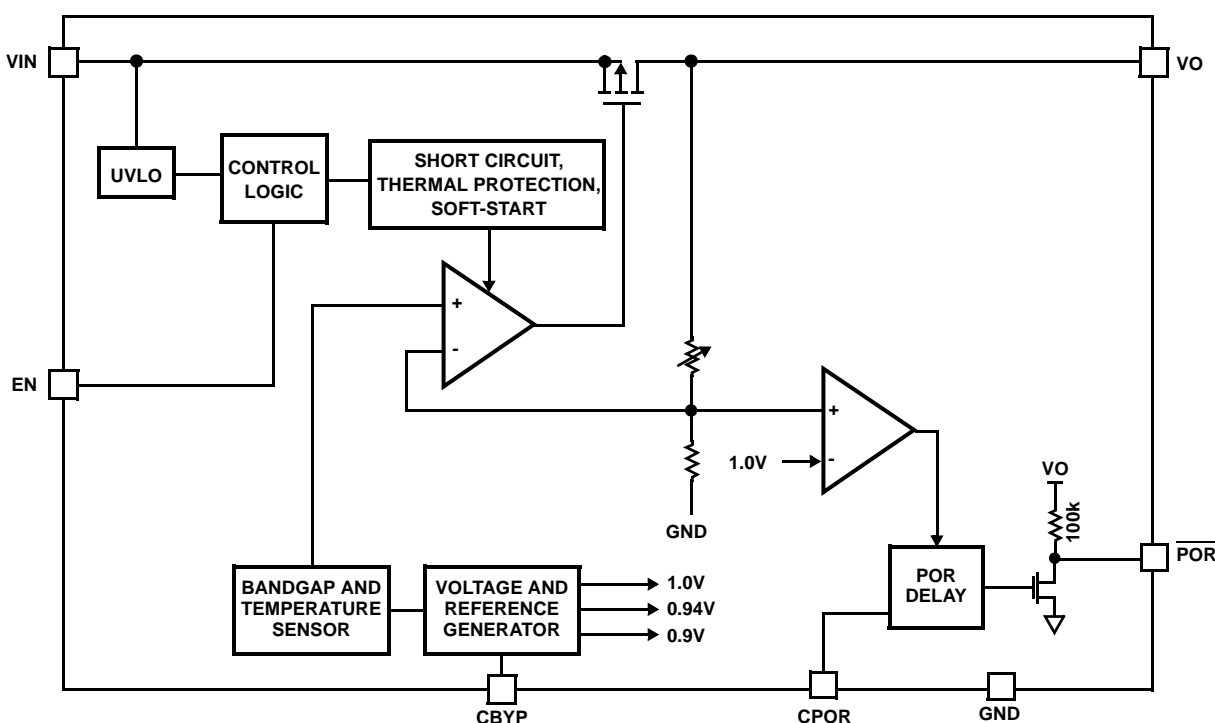 VIN
VO
UVLO
CONTROL
LOGIC
SHORT CIRCUIT,
THERMAL PROTECTION,
SOFT-START
+
-
EN
+
1.0V
-
GND
VO
100k
POR
POR
DELAY
BANDGAP AND
TEMPERATURE
SENSOR
VOLTAGE AND
REFERENCE
GENERATOR
1.0V
0.94V
0.9V
CBYP
CPOR
GND